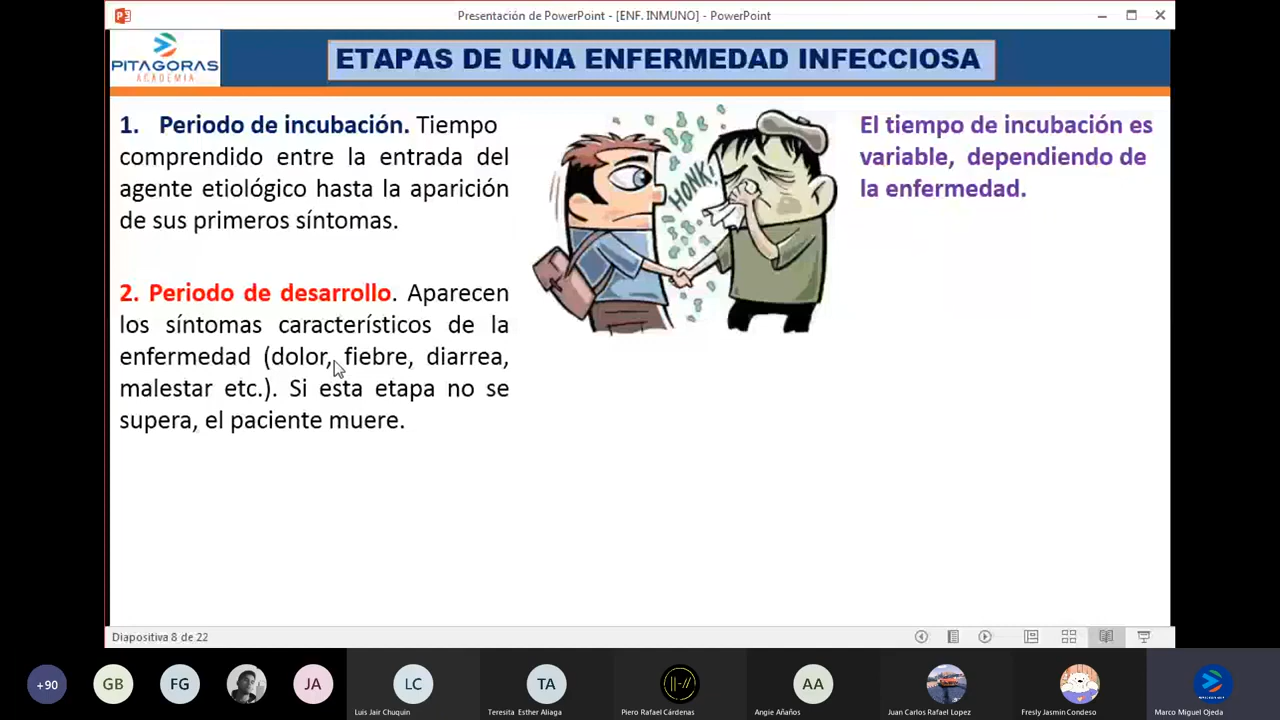 Presentación de PowerPoint - [ENF. INMUNO] - PowerPoint
PITAGORAS
ACADEMIA
ETAPAS DE UNA ENFERMEDAD INFECCIOSA
1. Periodo de incubación. Tiempo
comprendido entre la entrada del
agente etiológico hasta la aparición
de sus primeros síntomas.
HONK!
El tiempo de incubación es
variable, dependiendo de
la enfermedad.
2. Periodo de desarrollo. Aparecen
los síntomas característicos de la
enfermedad (dolor, fiebre, diarrea,
malestar etc.). Si esta etapa no se
supera, el paciente muere.
Diapositiva 8 de 22
+90
GB
FG
JA
LC
TA
AA
Luis Jair Chuquin
Teresita Esther Aliaga
Piero Rafael Cárdenas
Angie Añaños
Juan Carlos Rafael Lopez
Fresly Jasmin Condeso
Marco Miguel Ojeda